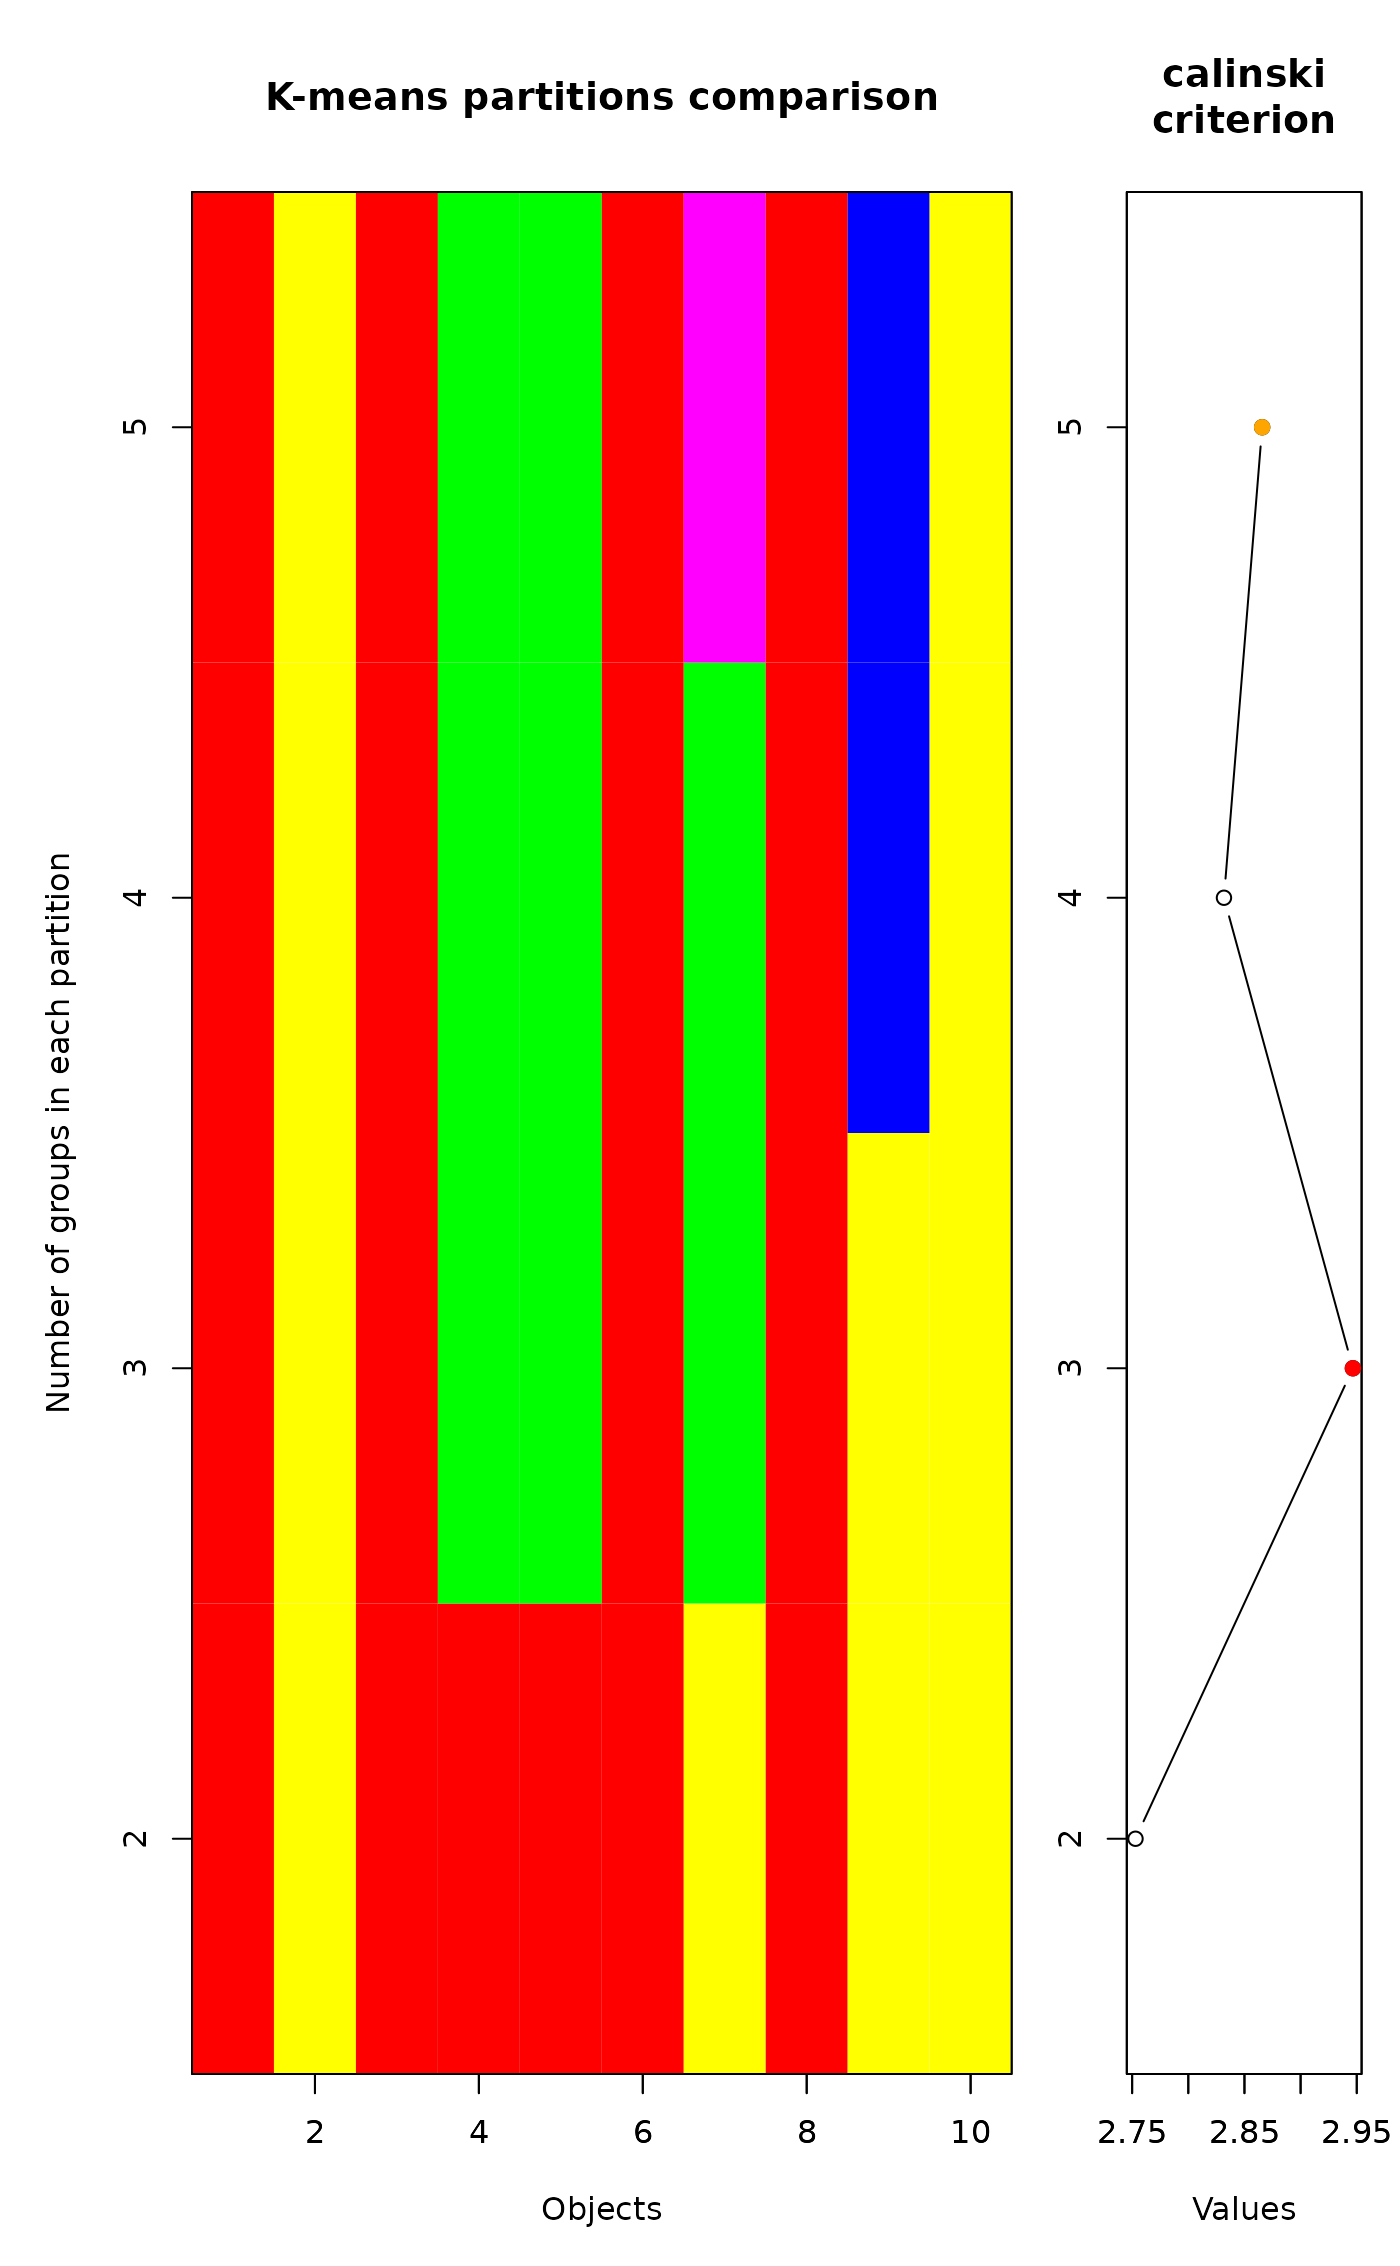 K-means partitions comparison
calinski
criterion
Number of groups in each partition
5
4
3
2
2 4 6 8 10
Objects
5
4
3
2
2.75 2.85 2.95
Values